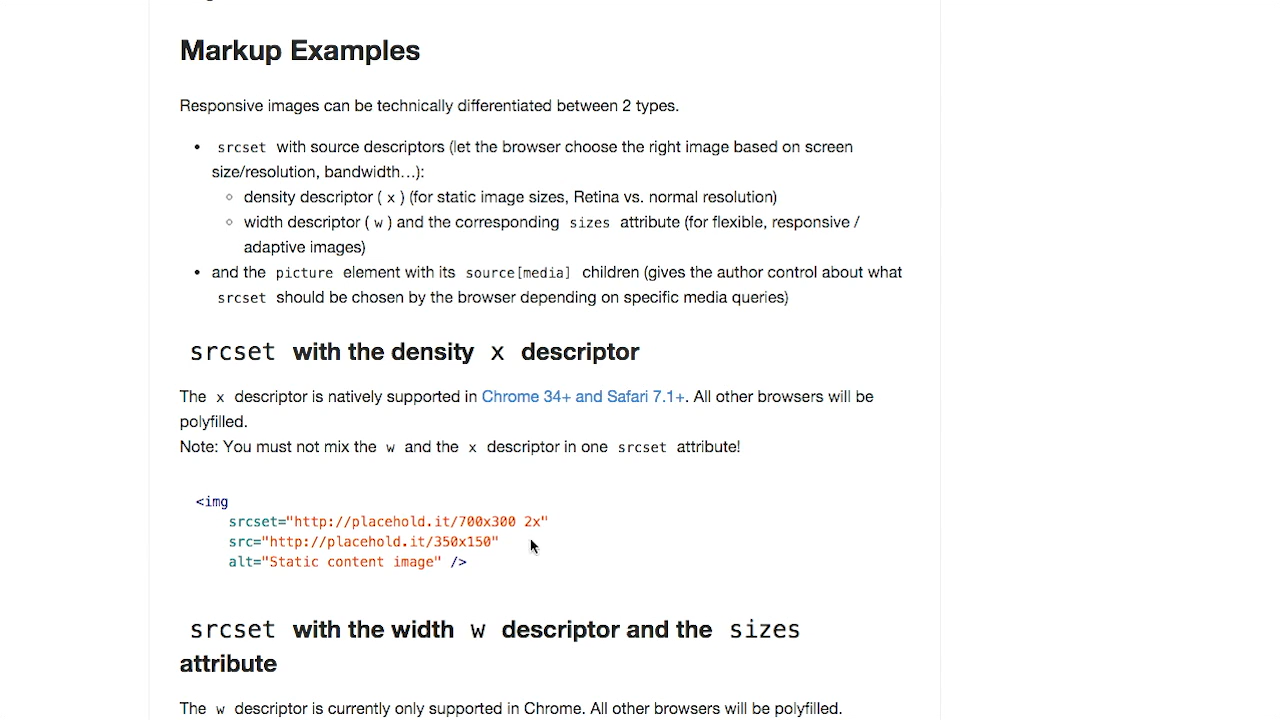 Markup Examples
Responsive images can be technically differentiated between 2 types.
• srcset with source descriptors (let the browser choose the right image based on screen
size/resolution, bandwidth...):
◦ density descriptor ( x ) (for static image sizes, Retina vs. normal resolution)
◦ width descriptor ( w ) and the corresponding sizes attribute (for flexible, responsive /
adaptive images)
• and the picture element with its source[media] children (gives the author control about what
srcset should be chosen by the browser depending on specific media queries)
srcset with the density x descriptor
The x descriptor is natively supported in Chrome 34+ and Safari 7.1+. All other browsers will be
polyfilled.
Note: You must not mix the w and the x descriptor in one srcset attribute!
<img
srcset="http://placehold.it/700x300 2x"
src="http://placehold.it/350x150"
alt="Static content image" />
srcset with the width w descriptor and the sizes
attribute
The w descriptor is currently only supported in Chrome. All other browsers will be polyfilled.